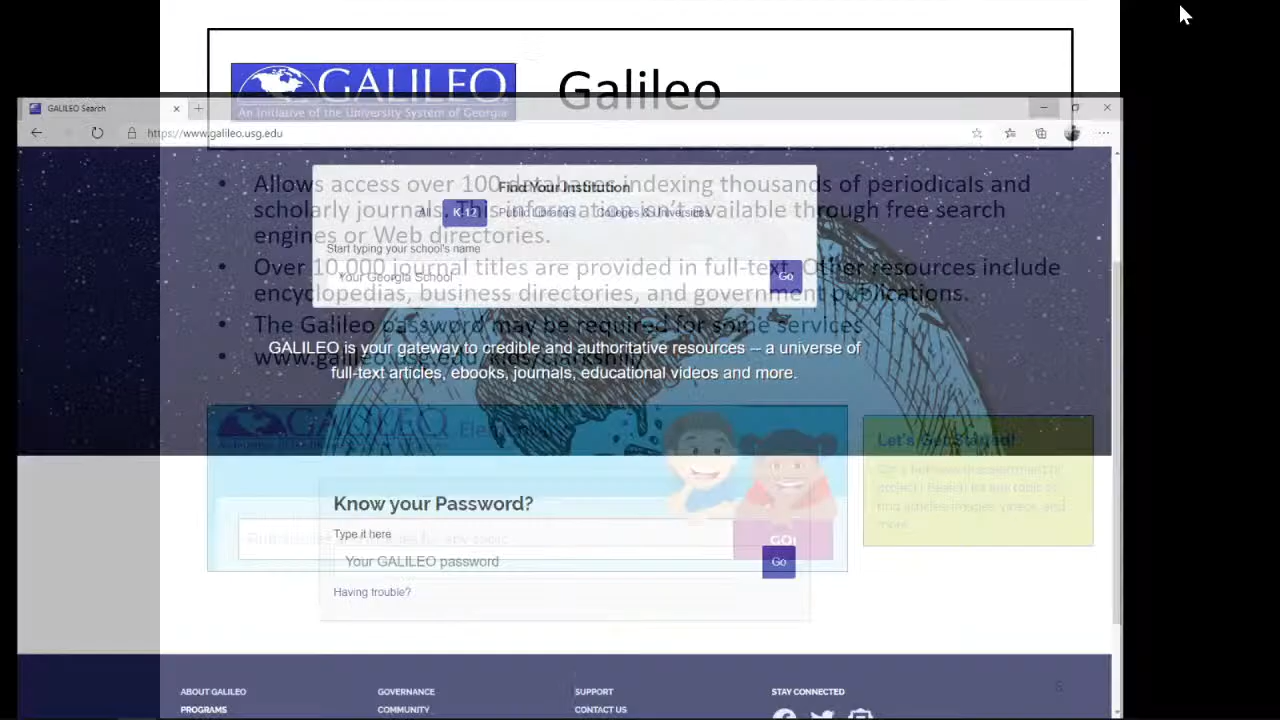 GALILEO
An Initiative of the University System of Georgia
Galileo
GALILEO Search
https://www.galileo.usg.edu
• Allows access over 100 databases indexing thousands of periodicals and
scholarly journals. This information isn't available through free search
engines or Web directories.
• Over 10,000 journal titles are provided in full-text. Other resources include
encyclopedias, business directories, and government publications.
• The Galileo password may be required for some services
Find Your Institution
All K-12 Public Libraries Colleges & Universities
Start typing your school's name
Your Georgia School
Go
GALILEO is your gateway to credible and authoritative resources – a universe of
full-text articles, ebooks, journals, educational videos and more.
GALILEO
Let's Get Started!
Know your Password?
Type it here
GO!
Your GALILEO password
Go
Having trouble?
5
ABOUT GALILEO GOVERNANCE SUPPORT STAY CONNECTED
PROGRAMS COMMUNITY CONTACT US